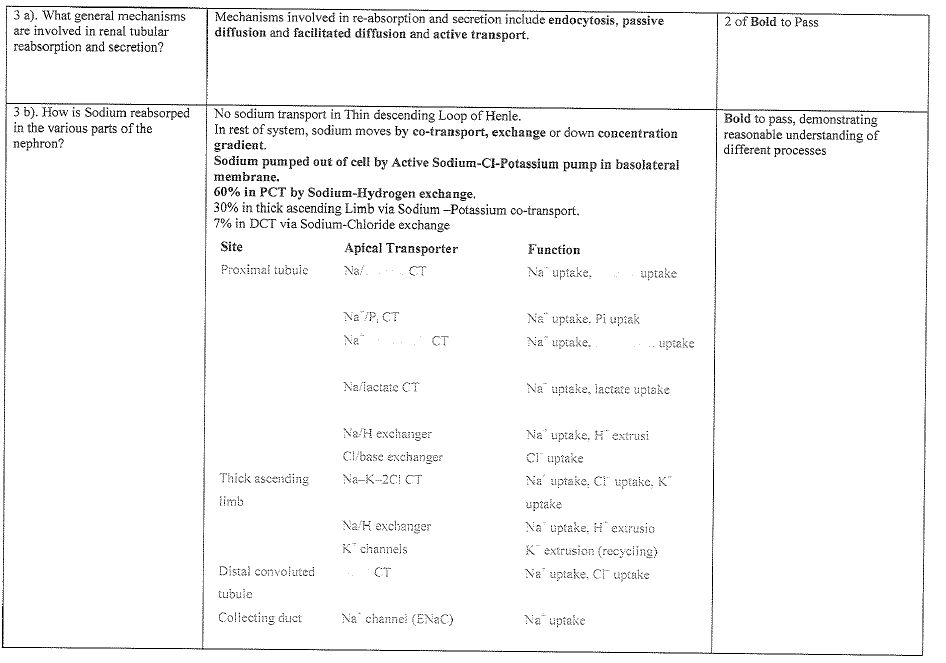 3 a). What general mechanisms
are involved in renal tubular
reabsorption and secretion?
Mechanisms involved in re-absorption and secretion include endocytosis, passive
diffusion and facilitated diffusion and active transport.
2 of Bold to Pass
3 b). How is Sodium reabsorped
in the various parts of the
nephron?
No sodium transport in Thin descending Loop of Henle.
In rest of system, sodium moves by co-transport, exchange or down concentration
gradient.
Sodium pumped out of cell by Active Sodium-Cl-Potassium pump in basolateral
membrane.
60% in PCT by Sodium-Hydrogen exchange.
30% in thick ascending Limb via Sodium –Potassium co-transport.
7% in DCT via Sodium-Chloride exchange
Bold to pass, demonstrating
reasonable understanding of
different processes
Site Apical Transporter Function
Proximal tubule Na/ CT Na⁺ uptake, uptake
Na⁺/Pi CT Na⁺ uptake, Pi uptak
Na⁺ CT Na⁺ uptake, uptake
Na/lactate CT Na⁺ uptake, lactate uptake
Na/H exchanger Na⁺ uptake, H⁺ extrusi
Cl/base exchanger Cl⁻ uptake
Thick ascending Na–K–2Cl CT Na⁺ uptake, Cl⁻ uptake, K⁺
limb uptake
Na/H exchanger Na⁺ uptake, H⁺ extrusio
K⁺ channels K⁺ extrusion (recycling)
Distal convoluted CT Na⁺ uptake, Cl⁻ uptake
tubule
Collecting duct Na⁺ channel (ENaC) Na⁺ uptake